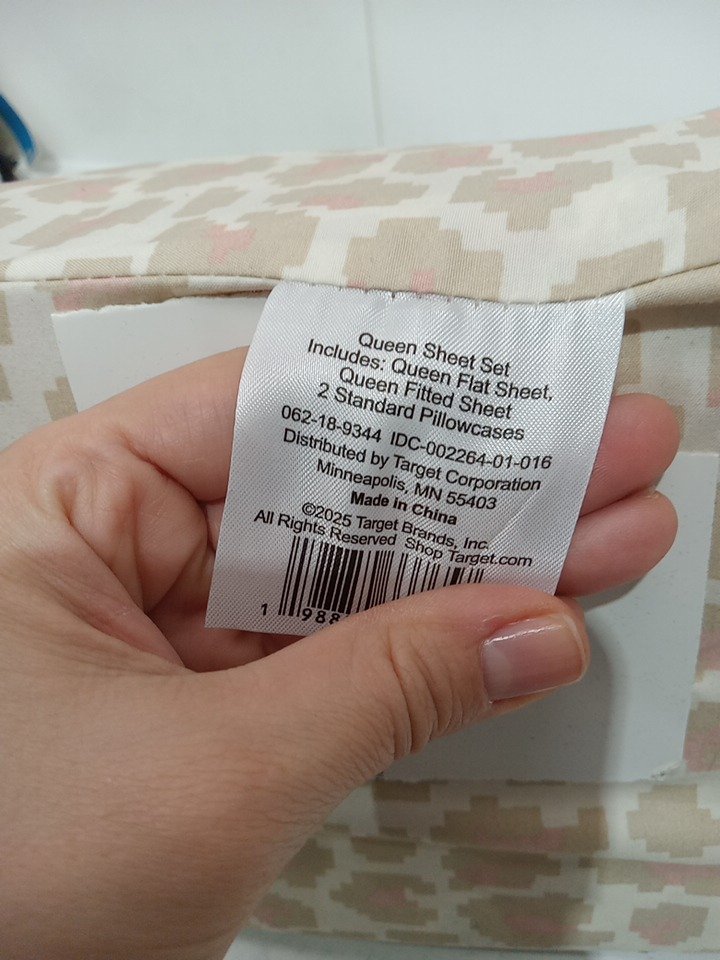 Queen Sheet Set
Includes: Queen Flat Sheet,
Queen Fitted Sheet
2 Standard Pillowcases
062-18-9344 IDC-002264-01-016
Distributed by Target Corporation
Minneapolis, MN 55403
Made in China
©2025 Target Brands, Inc.
All Rights Reserved Shop Target.com
1 988